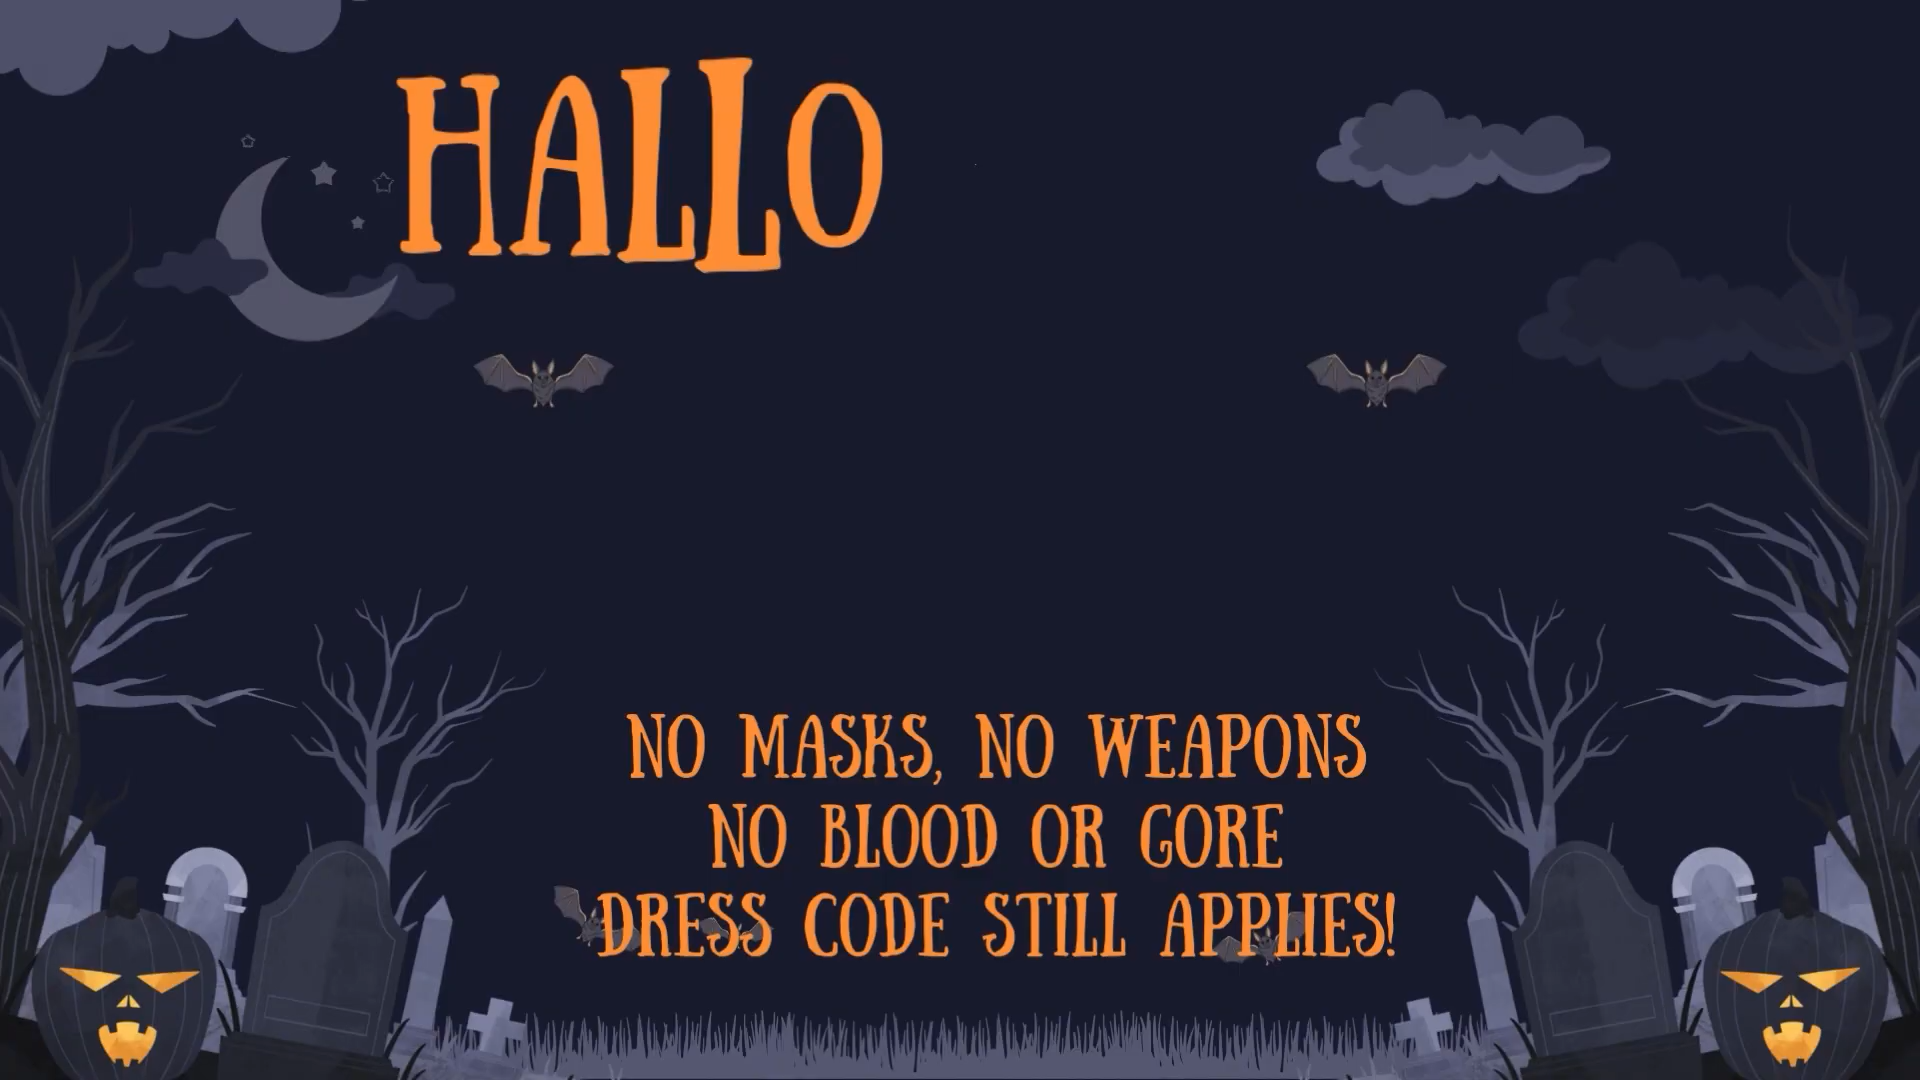 HALLO
NO MASKS, NO WEAPONS
NO BLOOD OR GORE
DRESS CODE STILL APPLIES!